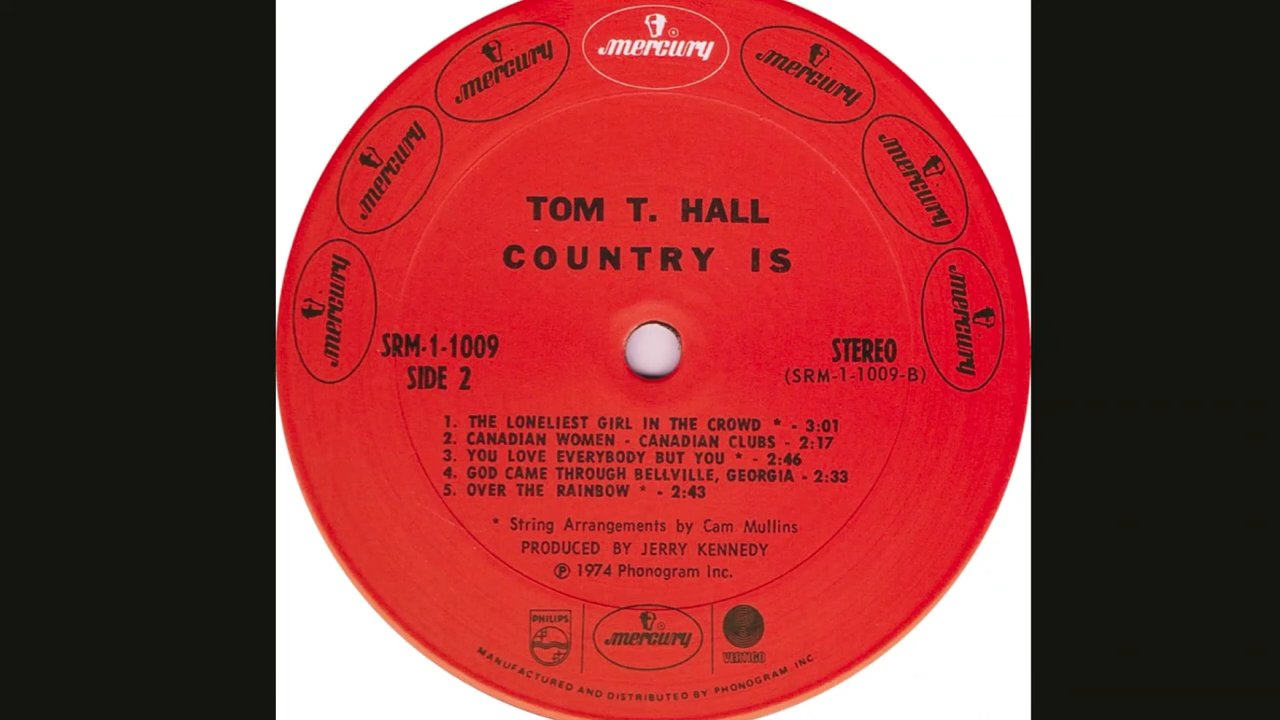 mercury
mercury
mercury
mercury
mercury
mercury
mercury
TOM T. HALL
COUNTRY IS
SRM-1-1009
SIDE 2
STEREO
(SRM-1-1009-B)
1. THE LONELIEST GIRL IN THE CROWD * - 3:01
2. CANADIAN WOMEN - CANADIAN CLUBS - 2:17
3. YOU LOVE EVERYBODY BUT YOU * - 2:46
4. GOD CAME THROUGH BELLVILLE, GEORGIA - 2:33
5. OVER THE RAINBOW * - 2:43
* String Arrangements by Cam Mullins
PRODUCED BY JERRY KENNEDY
℗ 1974 Phonogram Inc.
PHILIPS
mercury
VERTIGO
MANUFACTURED AND DISTRIBUTED BY PHONOGRAM, INC